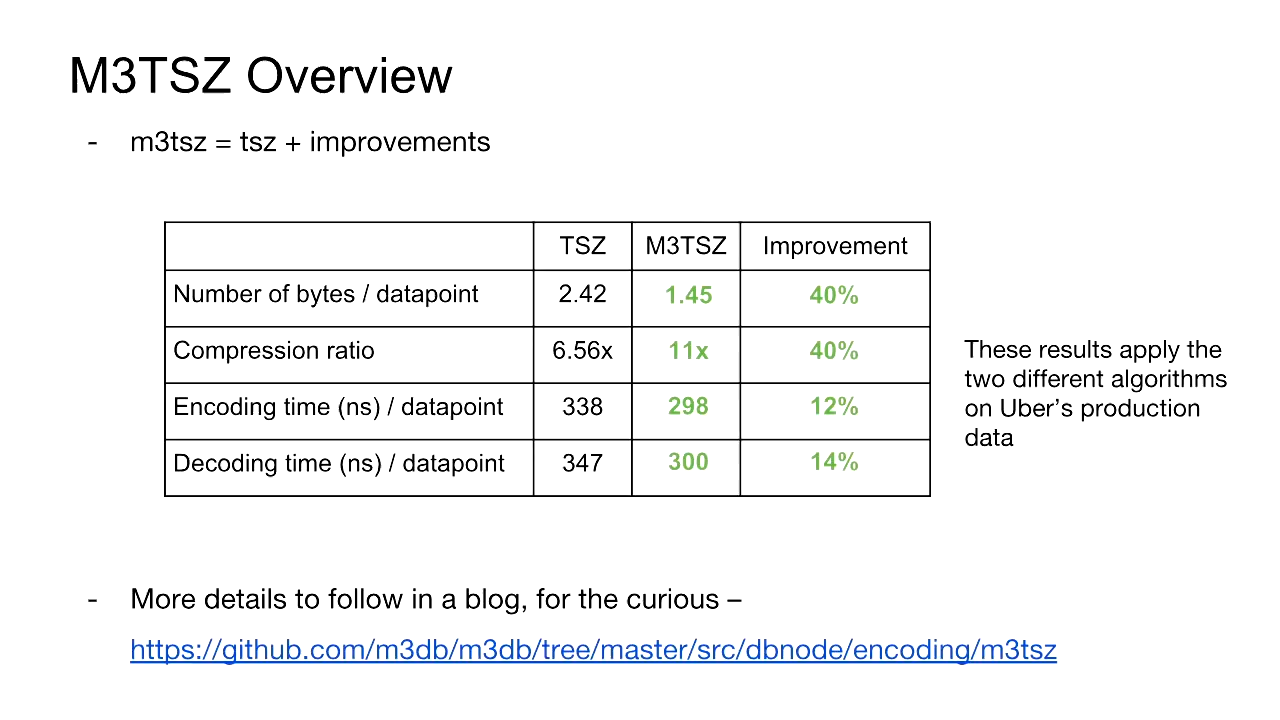 M3TSZ Overview
- m3tsz = tsz + improvements
TSZ M3TSZ Improvement
Number of bytes / datapoint 2.42 1.45 40%
Compression ratio 6.56x 11x 40%
Encoding time (ns) / datapoint 338 298 12%
Decoding time (ns) / datapoint 347 300 14%
These results apply the
two different algorithms
on Uber’s production
data
- More details to follow in a blog, for the curious –
https://github.com/m3db/m3db/tree/master/src/dbnode/encoding/m3tsz